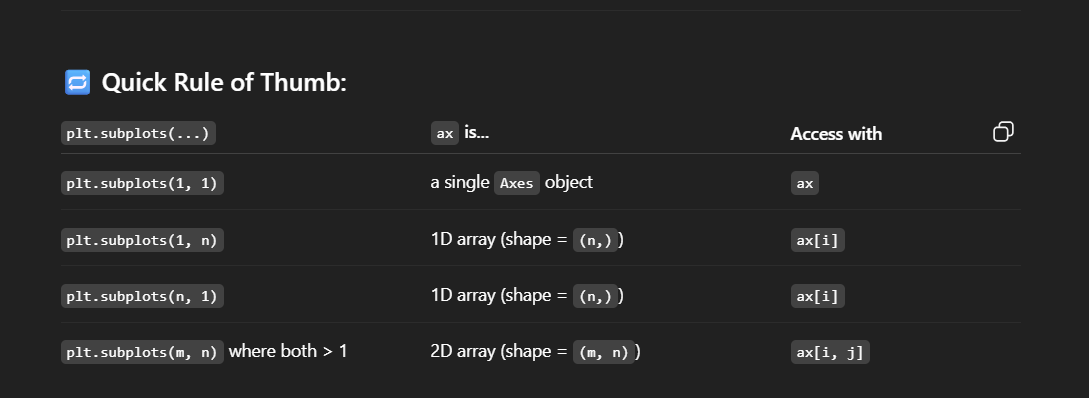 Quick Rule of Thumb:
plt.subplots(...) ax is... Access with
plt.subplots(1, 1) a single Axes object ax
plt.subplots(1, n) 1D array (shape = (n,)) ax[i]
plt.subplots(n, 1) 1D array (shape = (n,)) ax[i]
plt.subplots(m, n) where both > 1 2D array (shape = (m, n)) ax[i, j]